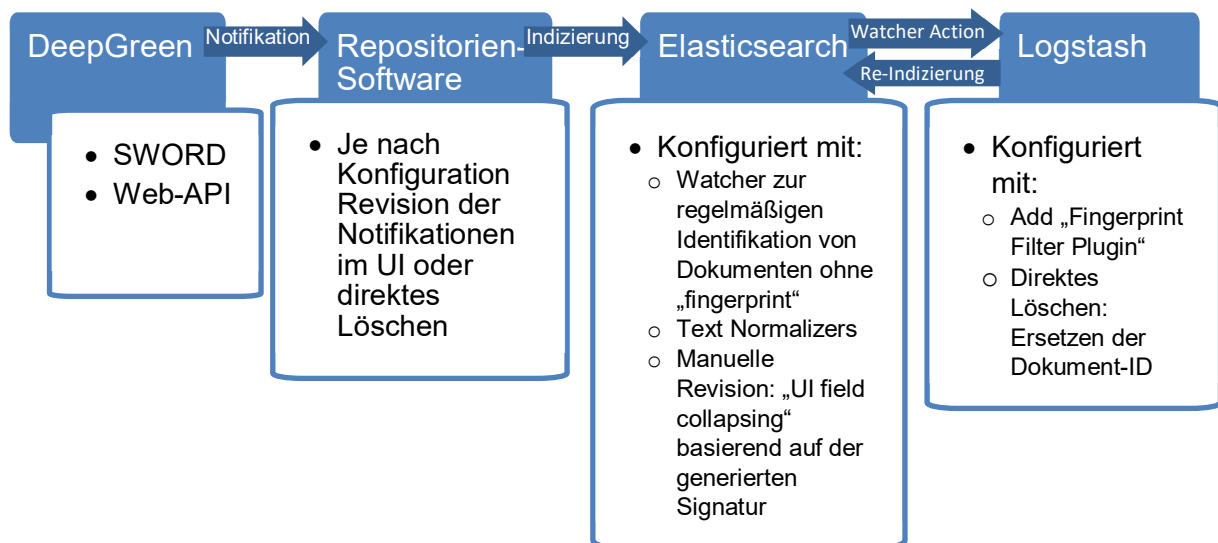 DeepGreen
Notifikation
Repositorien-
Software
Indizierung
Elasticsearch
Watcher Action
Re-Indizierung
Logstash
• SWORD
• Web-API
• Je nach
Konfiguration
Revision der
Notifikationen
im UI oder
direktes
Löschen
• Konfiguriert mit:
o Watcher zur
regelmäßigen
Identifikation von
Dokumenten ohne
„fingerprint“
o Text Normalizers
o Manuelle
Revision: „UI field
collapsing“
basierend auf der
generierten
Signatur
• Konfiguriert
mit:
o Add „Fingerprint
Filter Plugin“
o Direktes
Löschen:
Ersetzen der
Dokument-ID